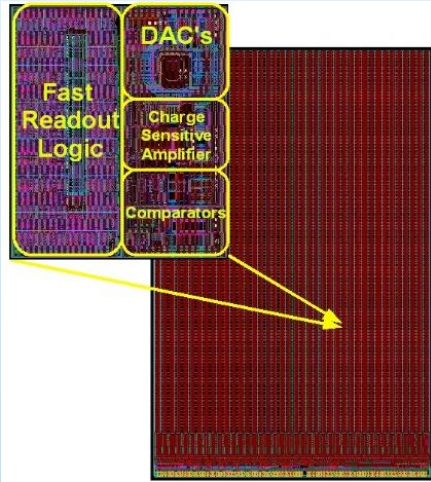 Fast
Readout
Logic
DAC's
Charge
Sensitive
Amplifier
Comparators